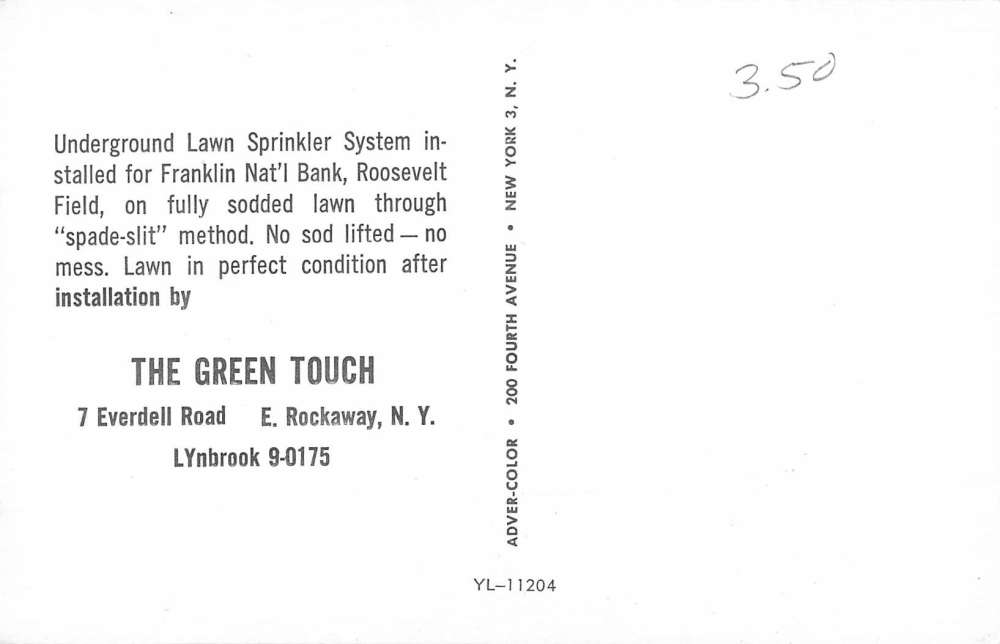 Underground Lawn Sprinkler System in-
stalled for Franklin Nat'l Bank, Roosevelt
Field, on fully sodded lawn through
“spade-slit” method. No sod lifted — no
mess. Lawn in perfect condition after
installation by
THE GREEN TOUCH
7 Everdell Road E. Rockaway, N. Y.
LYnbrook 9-0175
ADVER-COLOR • 200 FOURTH AVENUE • NEW YORK 3, N. Y.
YL–11204
3.50